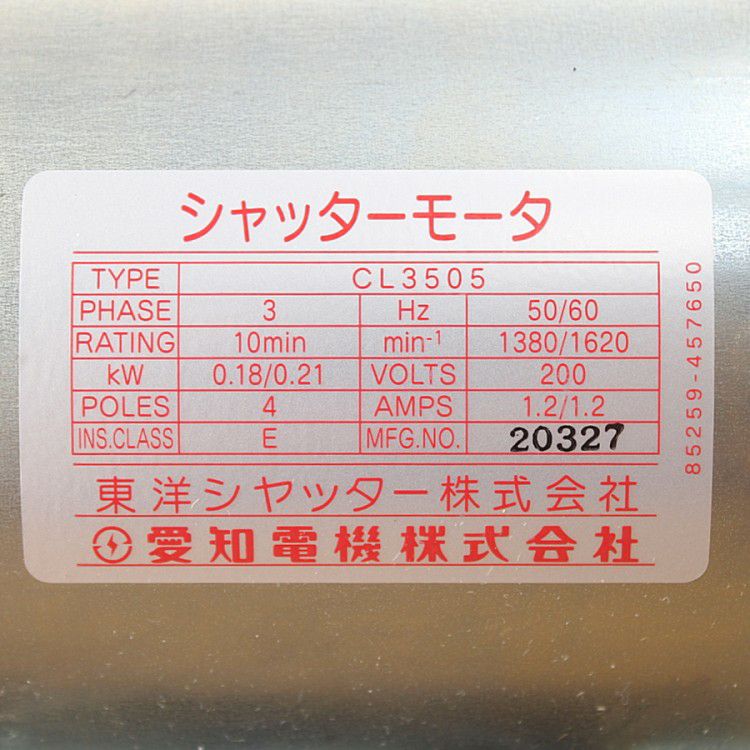 シャッターモータ
TYPE CL3505
PHASE 3 Hz 50/60
RATING 10min min-1 1380/1620
kW 0.18/0.21 VOLTS 200
POLES 4 AMPS 1.2/1.2
INS.CLASS E MFG.NO. 20327
東洋シヤッター株式会社
愛知電機株式会社
85259-457650